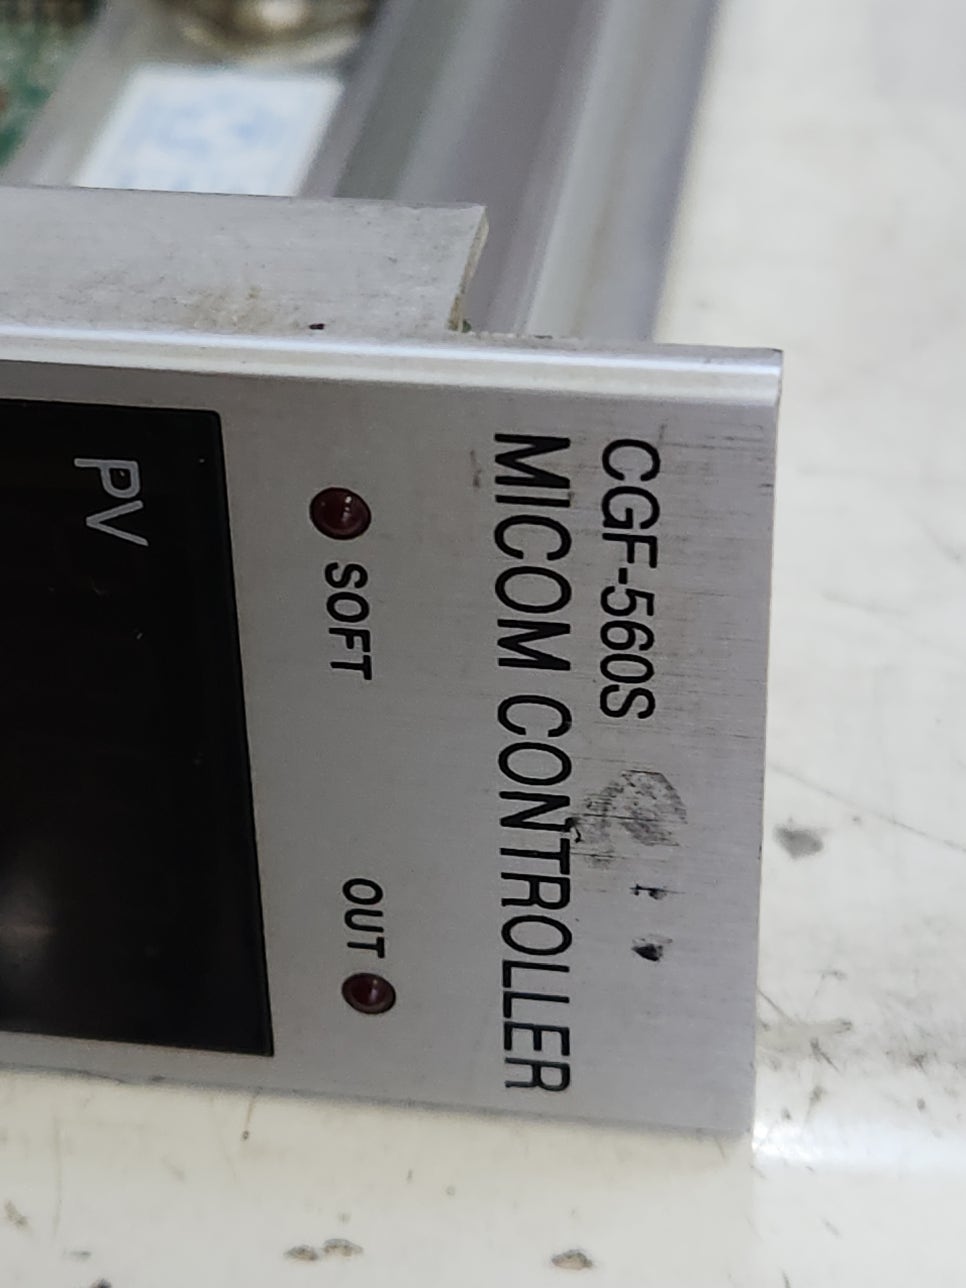 CGF-560S
MICOM CONTROLLER
SOFT
OUT
PV